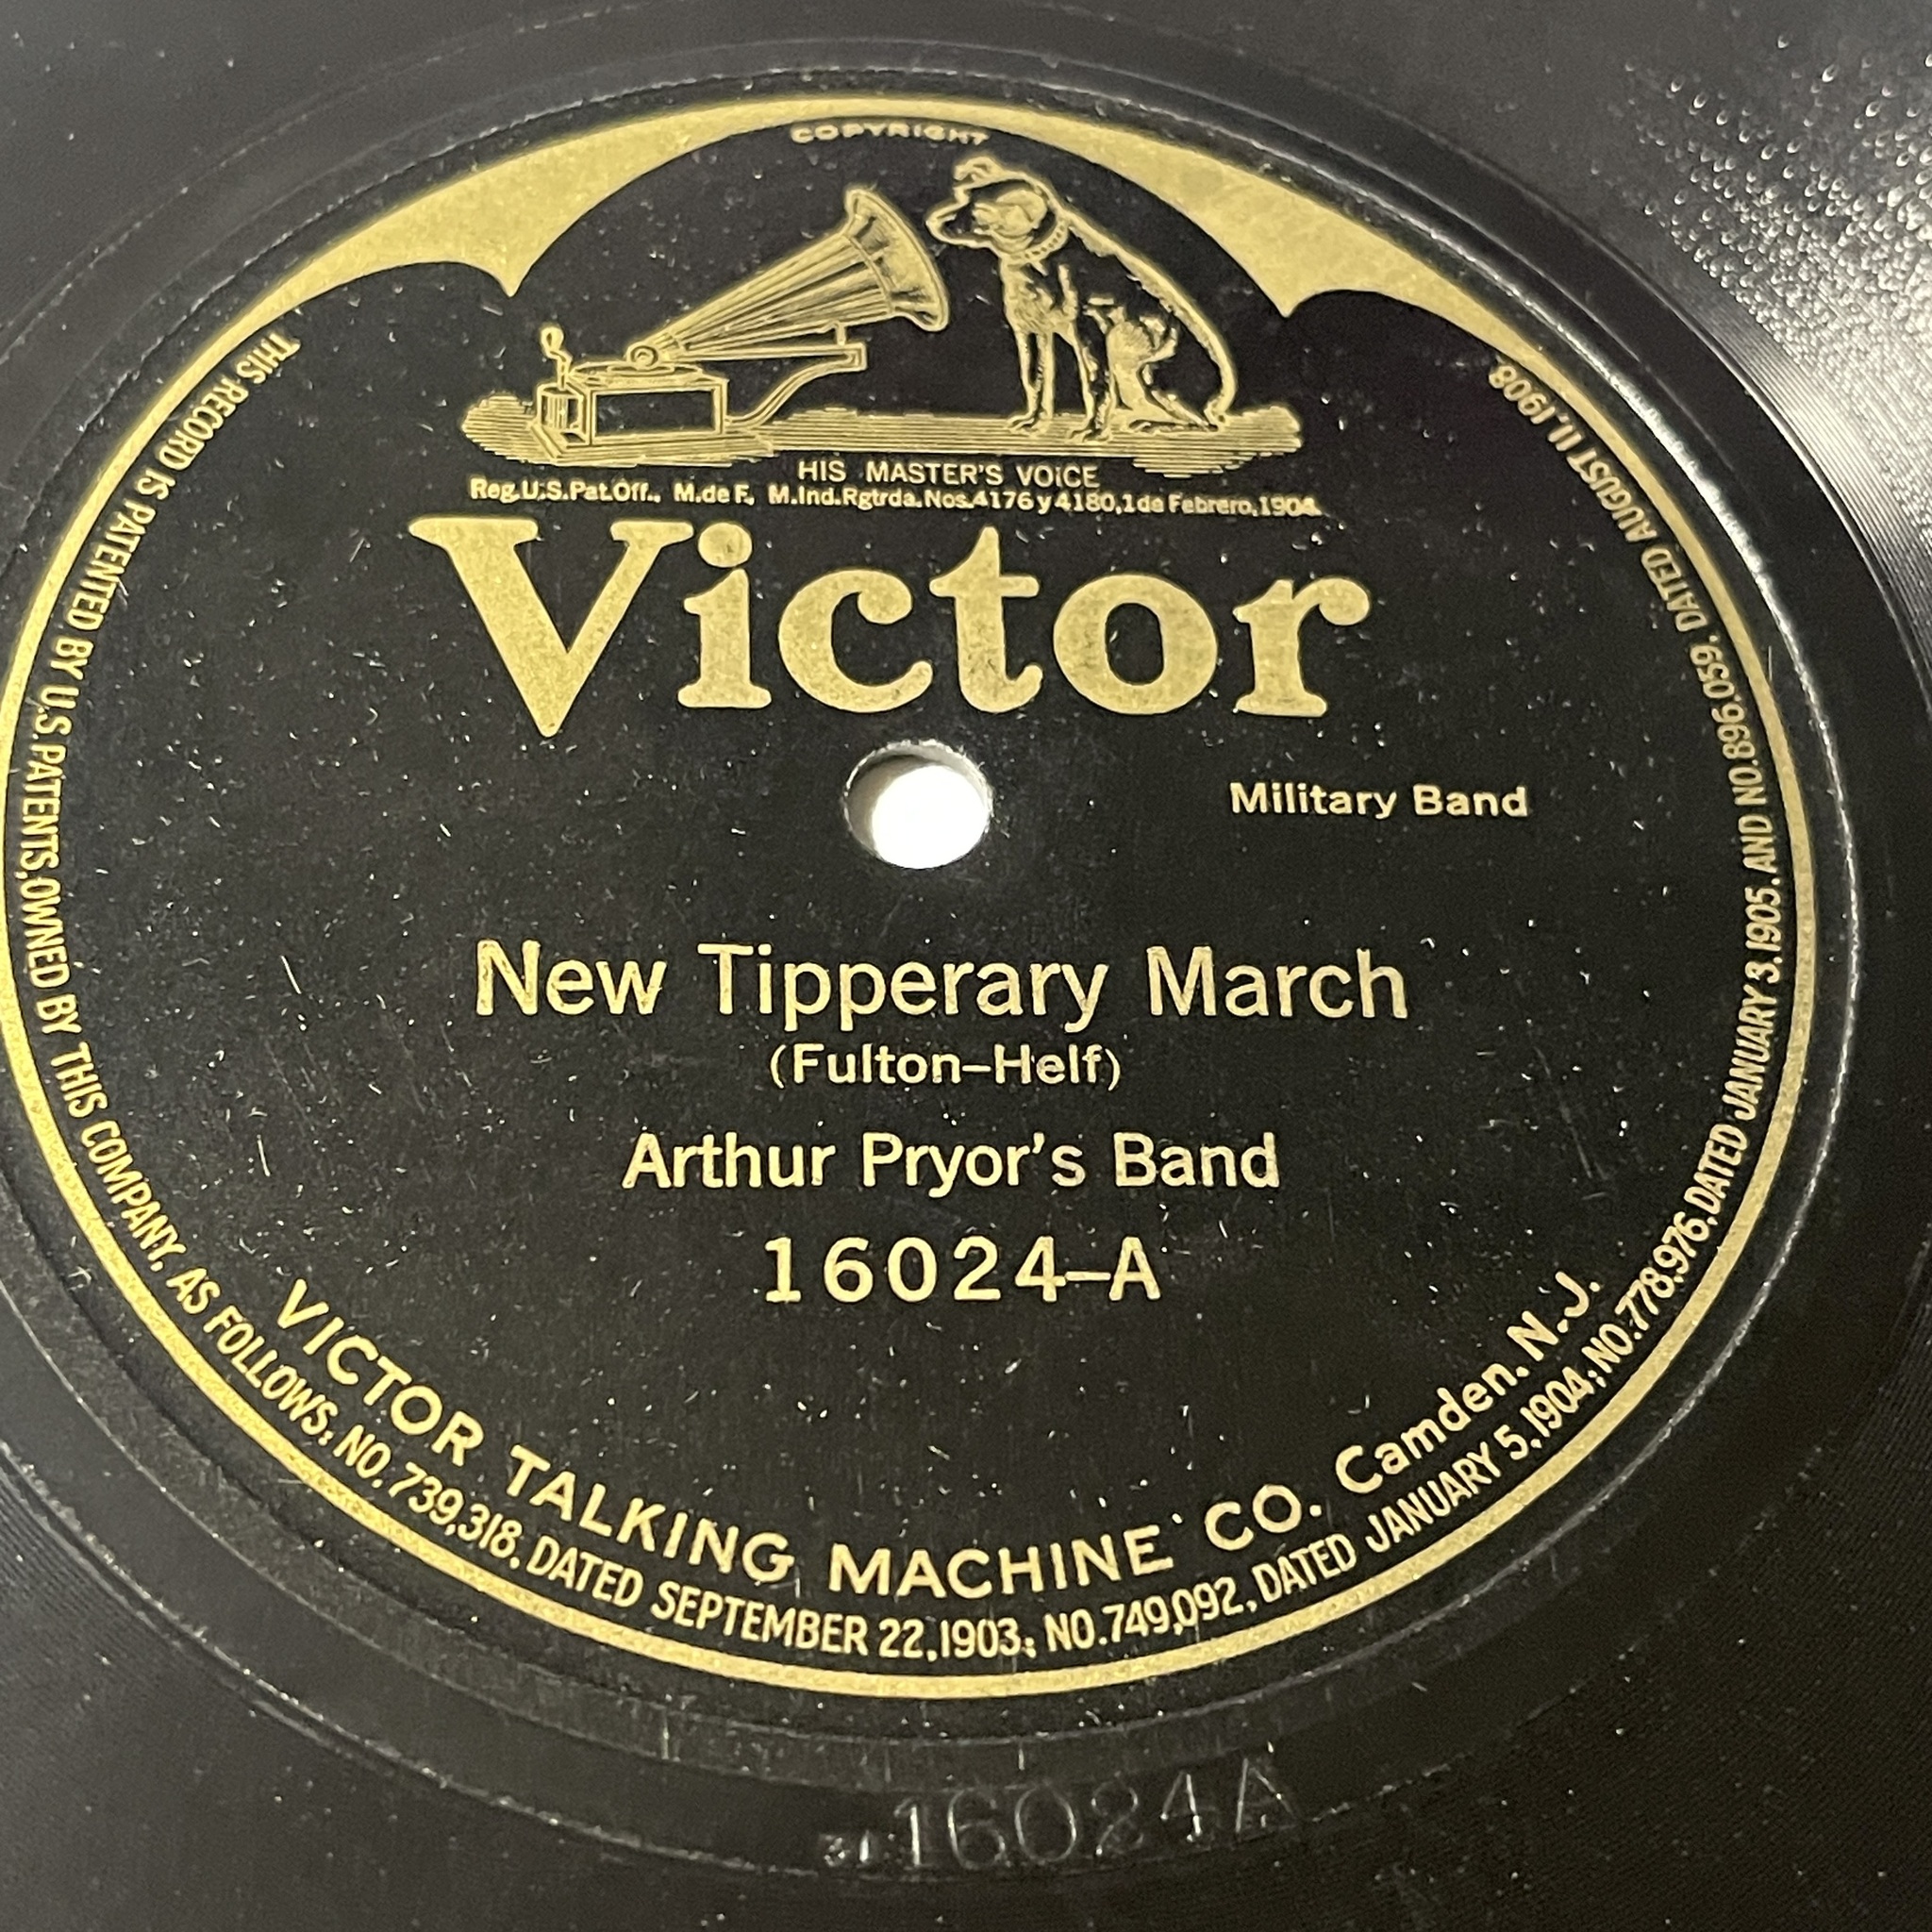 COPYRIGHT
HIS MASTER'S VOICE
Reg.U.S.Pat.Off., M.de F., M.Ind.Rgtrda.Nos.4176 y 4180,1 de Febrero,1904.
Victor
Military Band
New Tipperary March
(Fulton–Helf)
Arthur Pryor's Band
16024–A
VICTOR TALKING MACHINE CO. Camden. N.J.
THIS RECORD IS PATENTED BY U.S. PATENTS, OWNED BY THIS COMPANY, AS FOLLOWS: NO. 739,318, DATED SEPTEMBER 22,1903; NO.749,092, DATED JANUARY 5,1904; NO.778,976, DATED JANUARY 3,1905. AND NO.896,059, DATED AUGUST 11,1908.
16024A